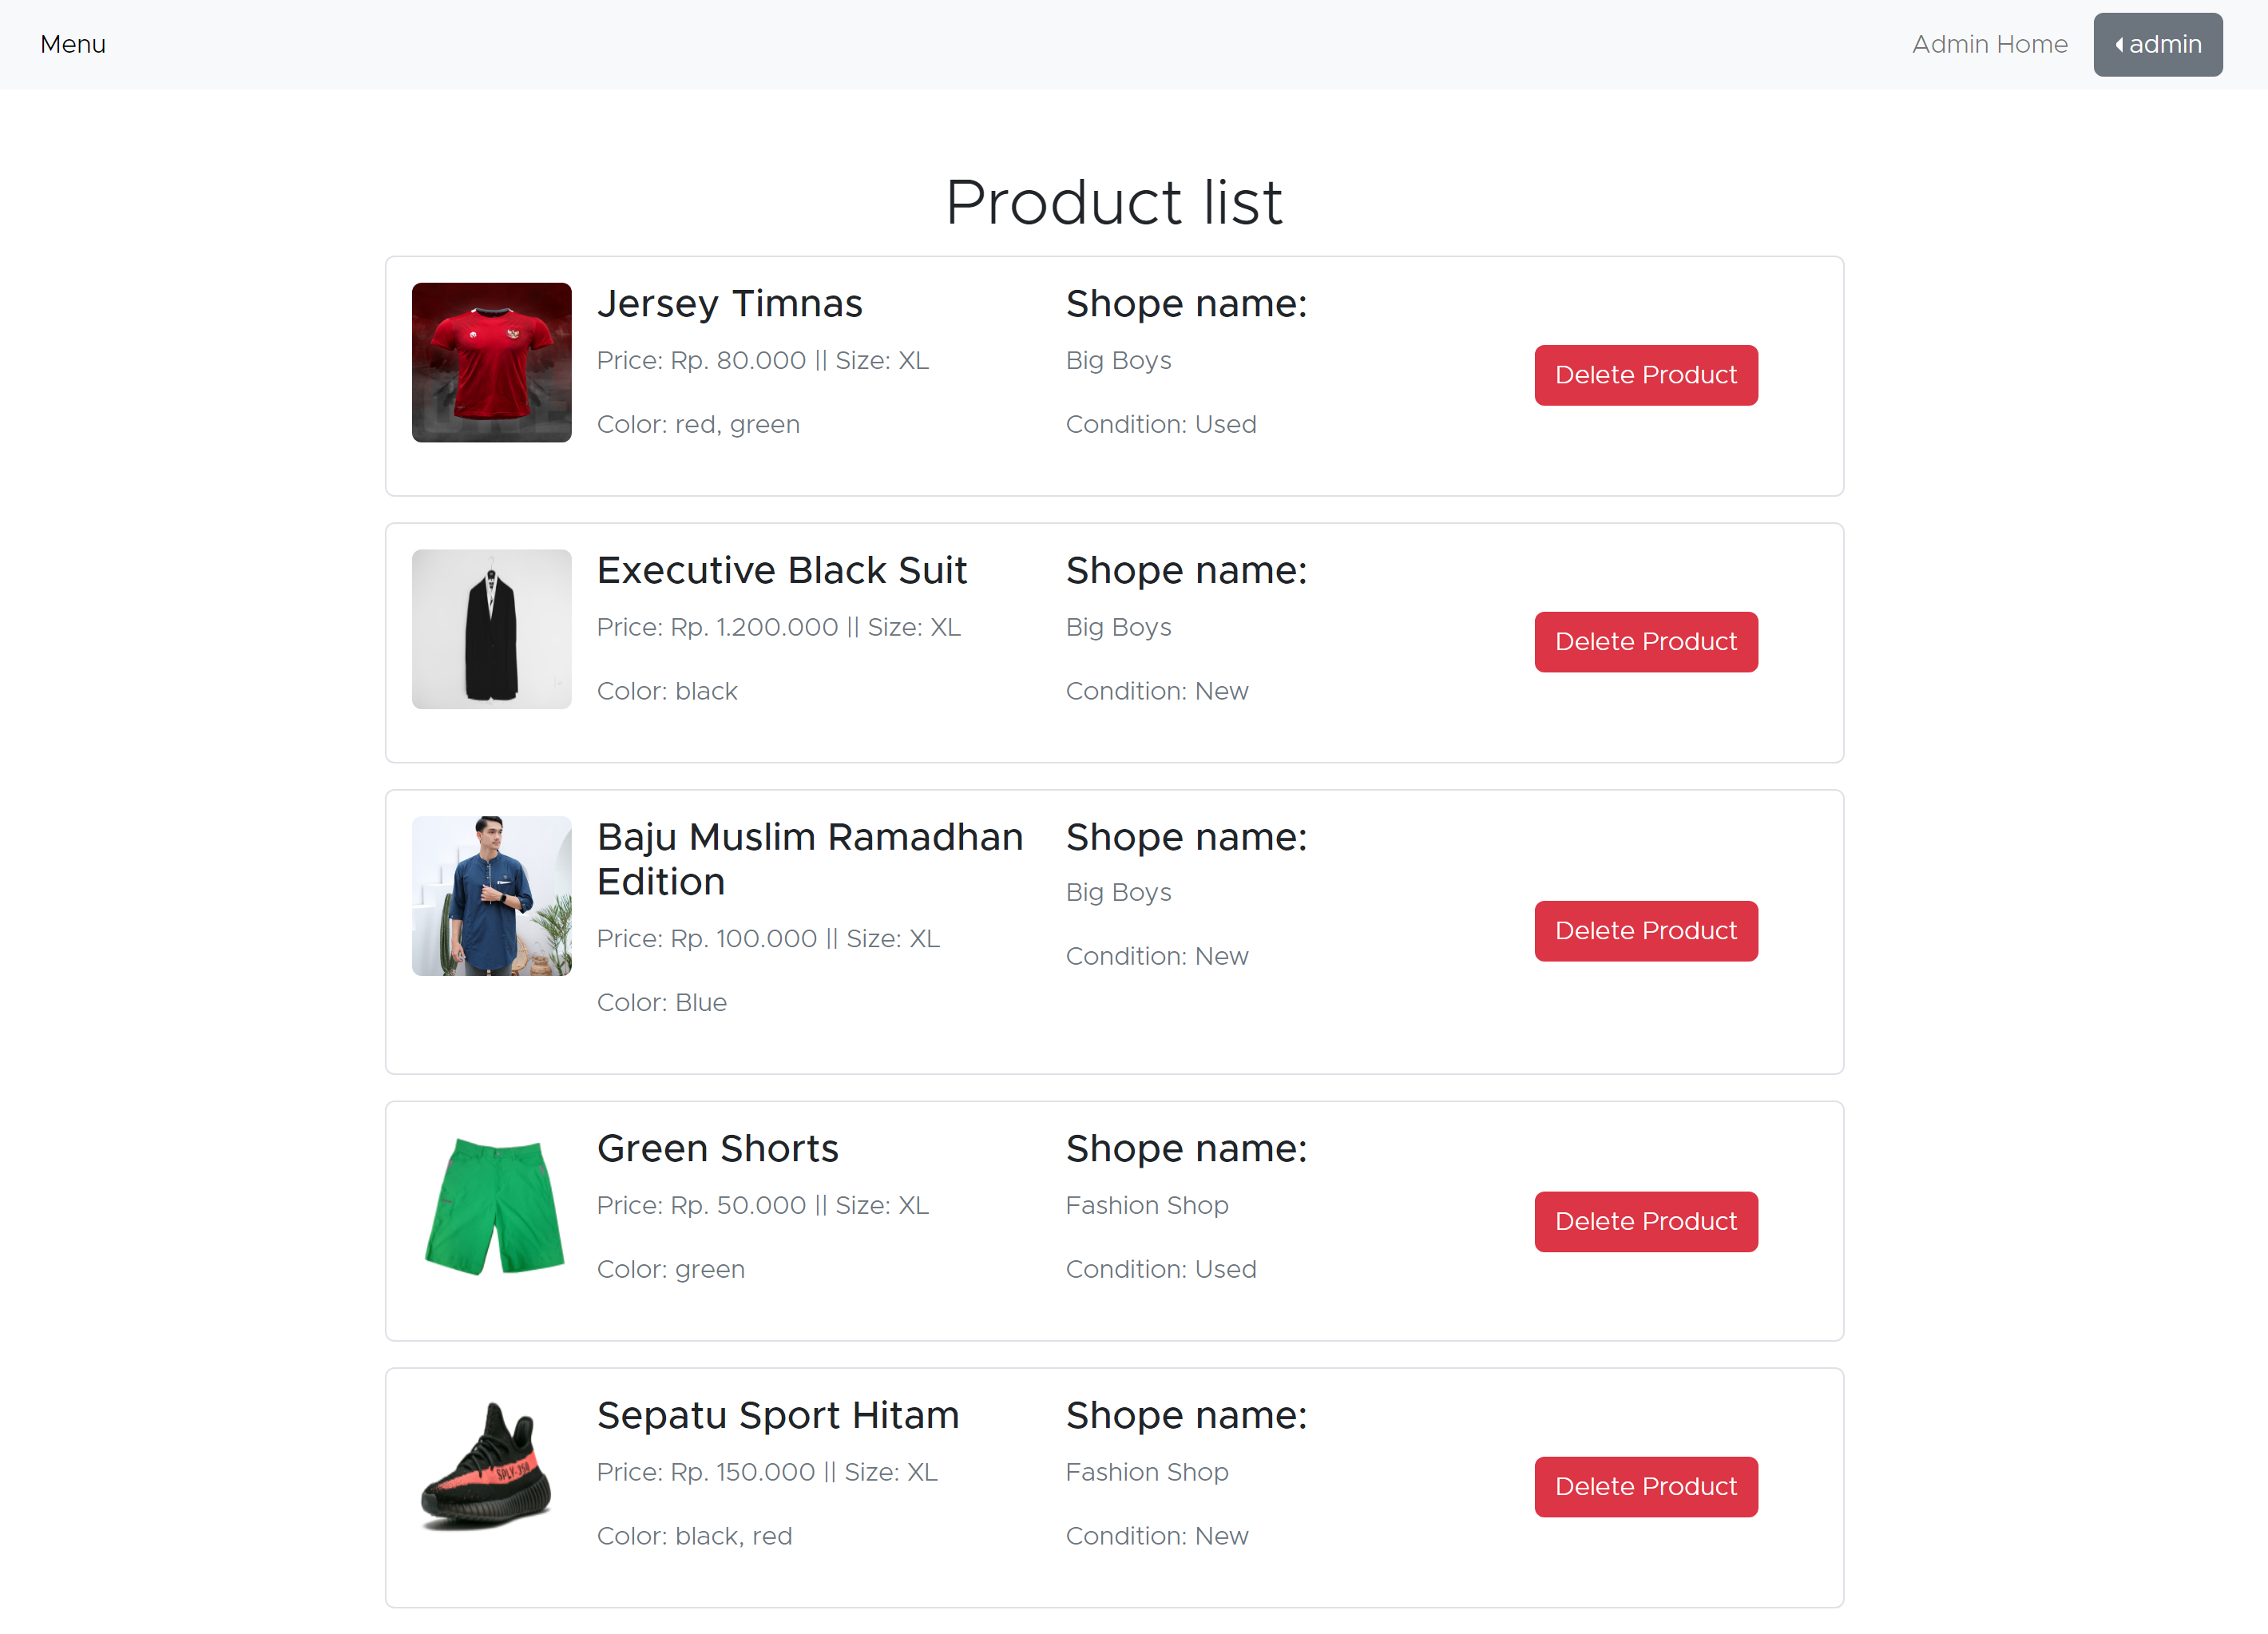 Menu
Admin Home
admin
Product list
Jersey Timnas
Price: Rp. 80.000 || Size: XL
Color: red, green
Shope name:
Big Boys
Condition: Used
Delete Product
Executive Black Suit
Price: Rp. 1.200.000 || Size: XL
Color: black
Shope name:
Big Boys
Condition: New
Delete Product
Baju Muslim Ramadhan
Edition
Price: Rp. 100.000 || Size: XL
Color: Blue
Shope name:
Big Boys
Condition: New
Delete Product
Green Shorts
Price: Rp. 50.000 || Size: XL
Color: green
Shope name:
Fashion Shop
Condition: Used
Delete Product
SPLY-350
Sepatu Sport Hitam
Price: Rp. 150.000 || Size: XL
Color: black, red
Shope name:
Fashion Shop
Condition: New
Delete Product